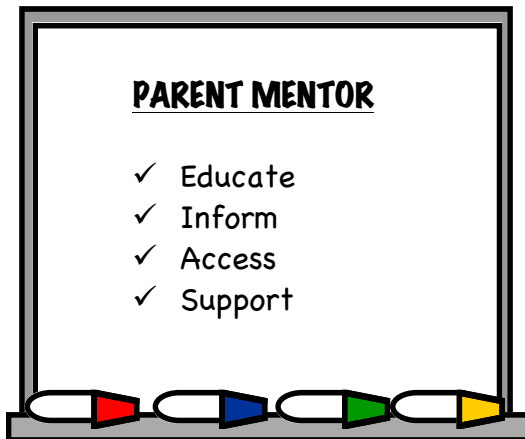 PARENT MENTOR
✓ Educate
✓ Inform
✓ Access
✓ Support